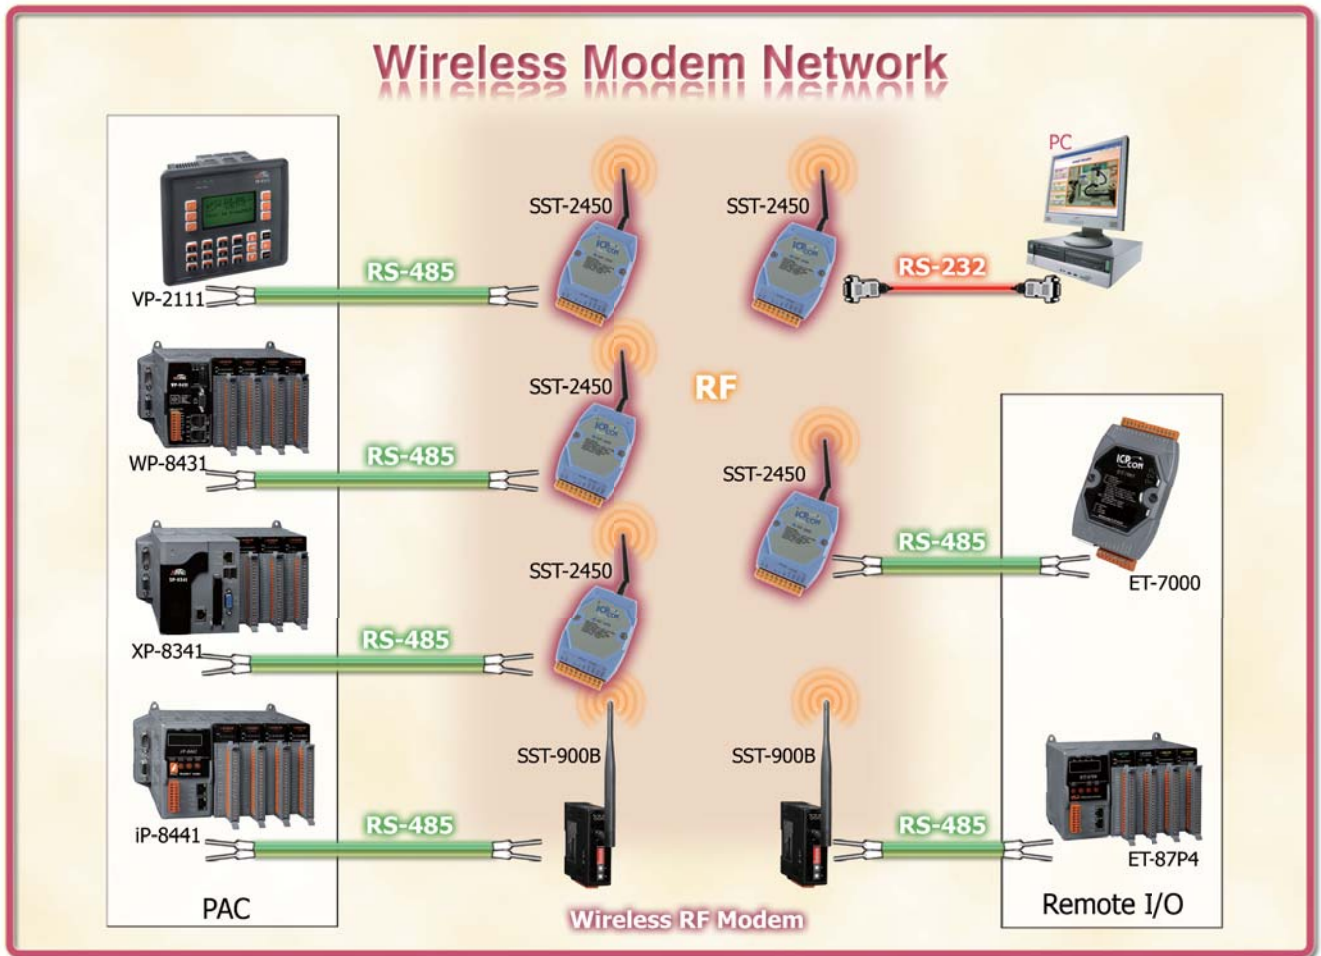 Wireless Modem Network
PC
SST-2450
SST-2450
RS-485
RS-232
VP-2111
SST-2450
RF
RS-485
WP-8431
SST-2450
ICP CON
RS-485
ET-7000
SST-2450
RS-485
XP-8341
SST-900B
SST-900B
RS-485
RS-485
iP-8441
ET-87P4
PAC
Remote I/O
Wireless RF Modem